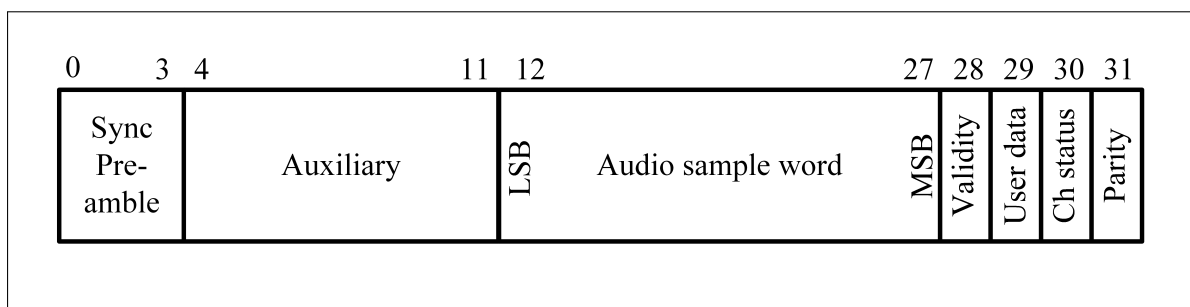 0 3 4 11 12 27 28 29 30 31
Sync
Pre-
amble
Auxiliary
LSB
Audio sample word
MSB
Validity
User data
Ch status
Parity